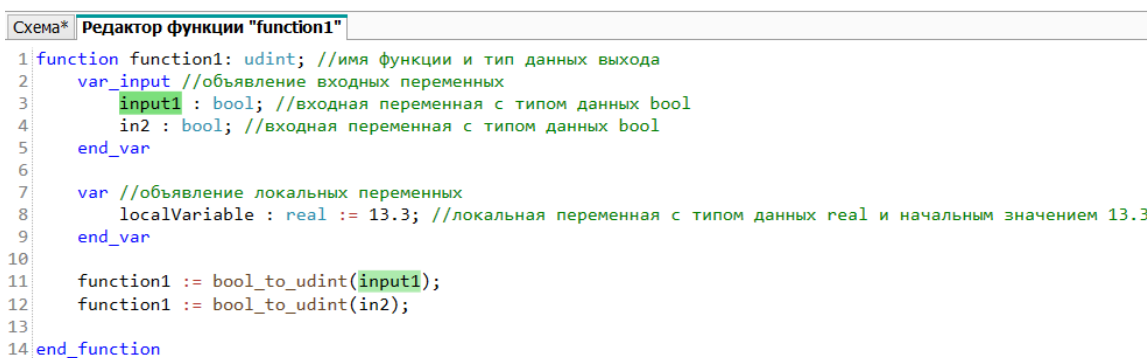 Схема* Редактор функции "function1"
1 function function1: udint; //имя функции и тип данных выхода
2 var_input //объявление входных переменных
3 input1 : bool; //входная переменная с типом данных bool
4 in2 : bool; //входная переменная с типом данных bool
5 end_var
6
7 var //объявление локальных переменных
8 localVariable : real := 13.3; //локальная переменная с типом данных real и начальным значением 13.3
9 end_var
10
11 function1 := bool_to_udint(input1);
12 function1 := bool_to_udint(in2);
13
14 end_function